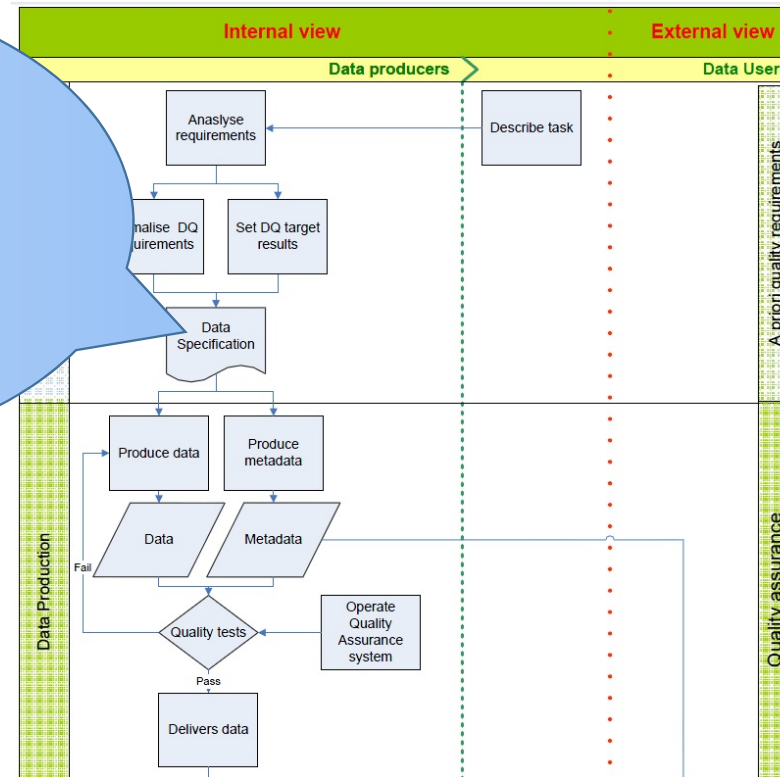 Internal view
External view
Data producers
Data User
Anaslyse
requirements
Describe task
DQ
Set DQ target
results
Data
Specification
A priori quality requirements
Produce data
Produce
metadata
Data
Metadata
Fail
Data Production
Quality tests
Operate
Quality
Assurance
system
Quality assurance
Pass
Delivers data